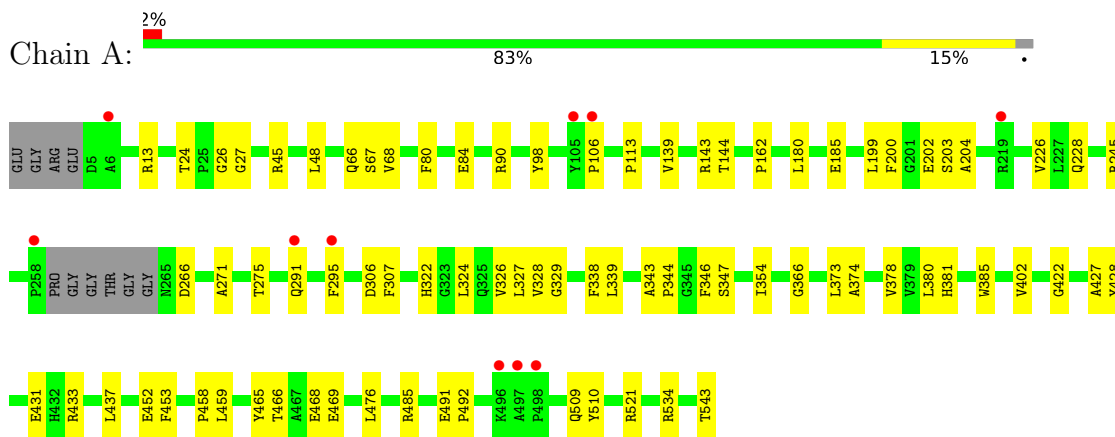 2%
Chain A:
83% 15% •
GLU GLY ARG GLU D5 A6 R13 T24 P25 G26 G27 R45 L48 Q66 S67 V68 F80 E84 R90 Y98 Y105 P106 P113 V139 R143 T144 P162 L180 E185 L199 F200 G201 E202 S203 A204 R219 V226 L227 Q228
P258 PRO GLY GLY THR GLY GLY N265 D266 A271 T275 Q291 F295 D306 F307 H322 G323 L324 Q325 V326 L327 V328 G329 F338 L339 A343 P344 G345 F346 S347 I354 G366 L373 A374 V378 V379 L380 H381 W385 V402 G422 A427
E431 H432 R433 L437 E452 F453 P458 L459 Y465 T466 A467 E468 E469 L476 R485 E491 P492 K496 A497 P498 Q509 Y510 R521 R534 T543